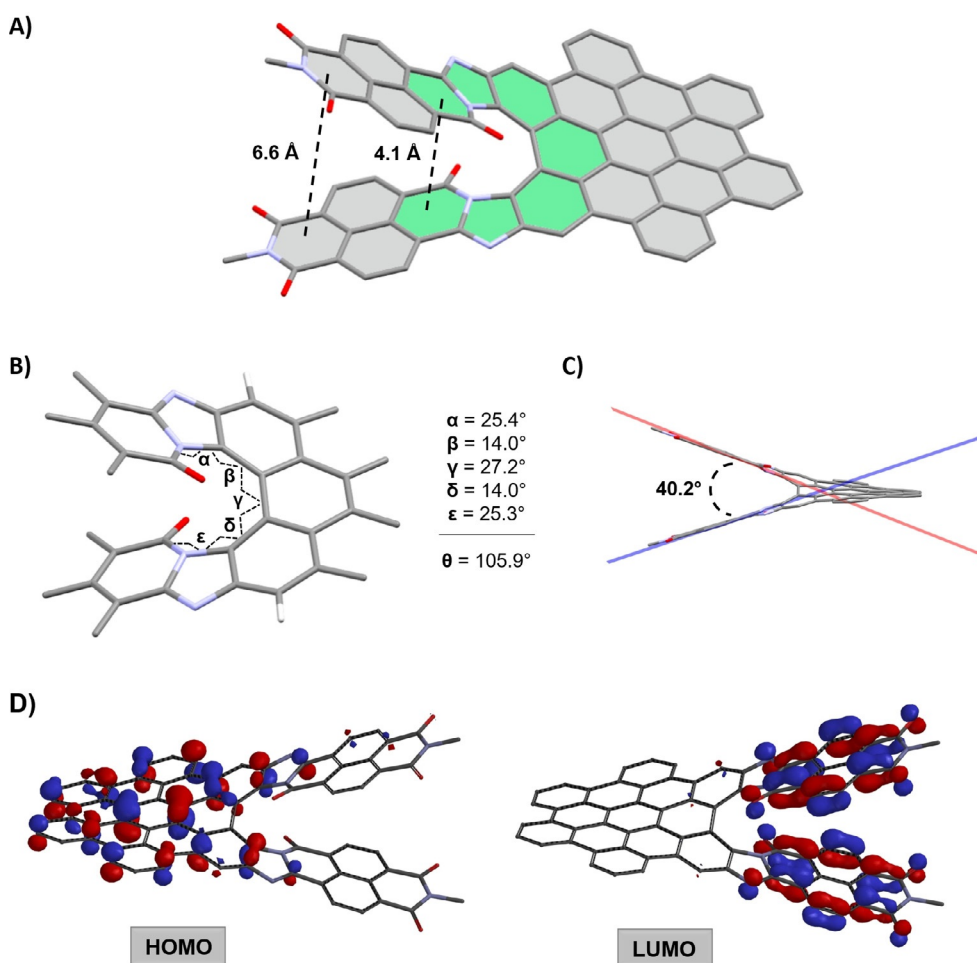 A)
6.6 Å
4.1 Å
B)
α
β
γ
δ
ε
α = 25.4°
β = 14.0°
γ = 27.2°
δ = 14.0°
ε = 25.3°
θ = 105.9°
C)
40.2°
D)
HOMO
LUMO